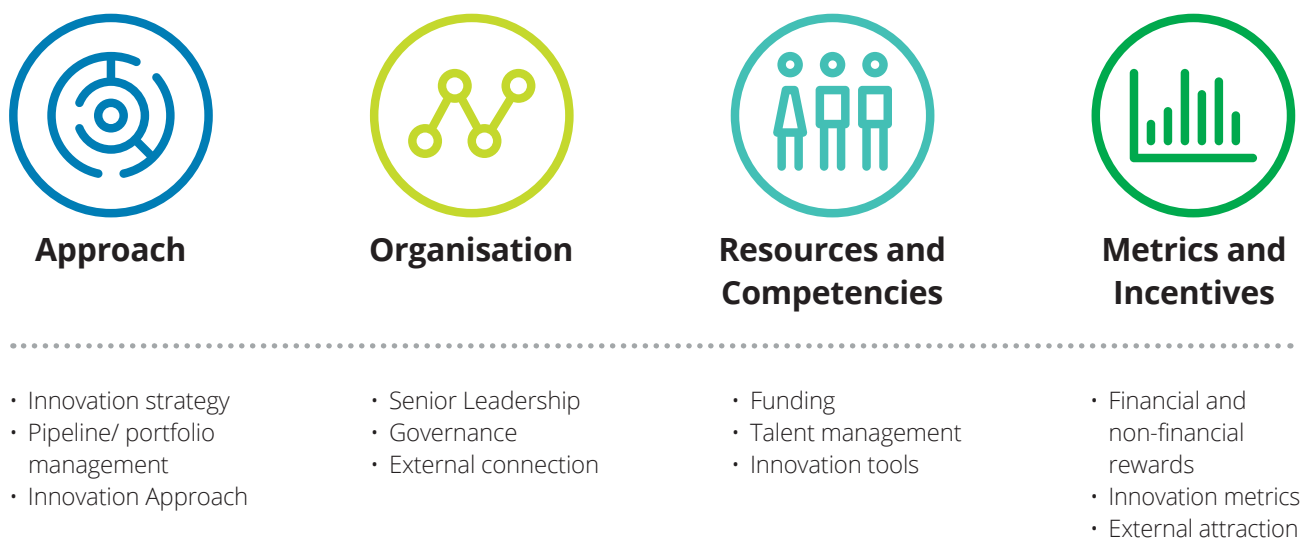 Approach
Organisation
Resources and
Competencies
Metrics and
Incentives
• Innovation strategy
• Pipeline/ portfolio
management
• Innovation Approach
• Senior Leadership
• Governance
• External connection
• Funding
• Talent management
• Innovation tools
• Financial and
non-financial
rewards
• Innovation metrics
• External attraction